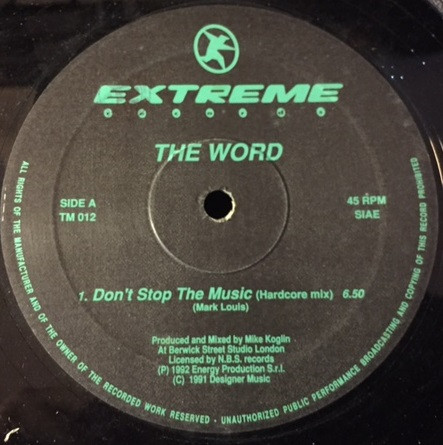 EXTREME
RECORDS
THE WORD
SIDE A
TM 012
45 RPM
SIAE
1. Don't Stop The Music (Hardcore mix) 6.50
(Mark Louis)
Produced and Mixed by Mike Koglin
At Berwick Street Studio London
Licensed by N.B.S. records
(P) 1992 Energy Production S.r.l.
(C) 1991 Designer Music
ALL RIGHTS OF THE MANUFACTURER AND OF THE OWNER OF THE RECORDED WORK RESERVED - UNAUTHORIZED PUBLIC PERFORMANCE BROADCASTING AND COPYING OF THIS RECORD PROHIBITED